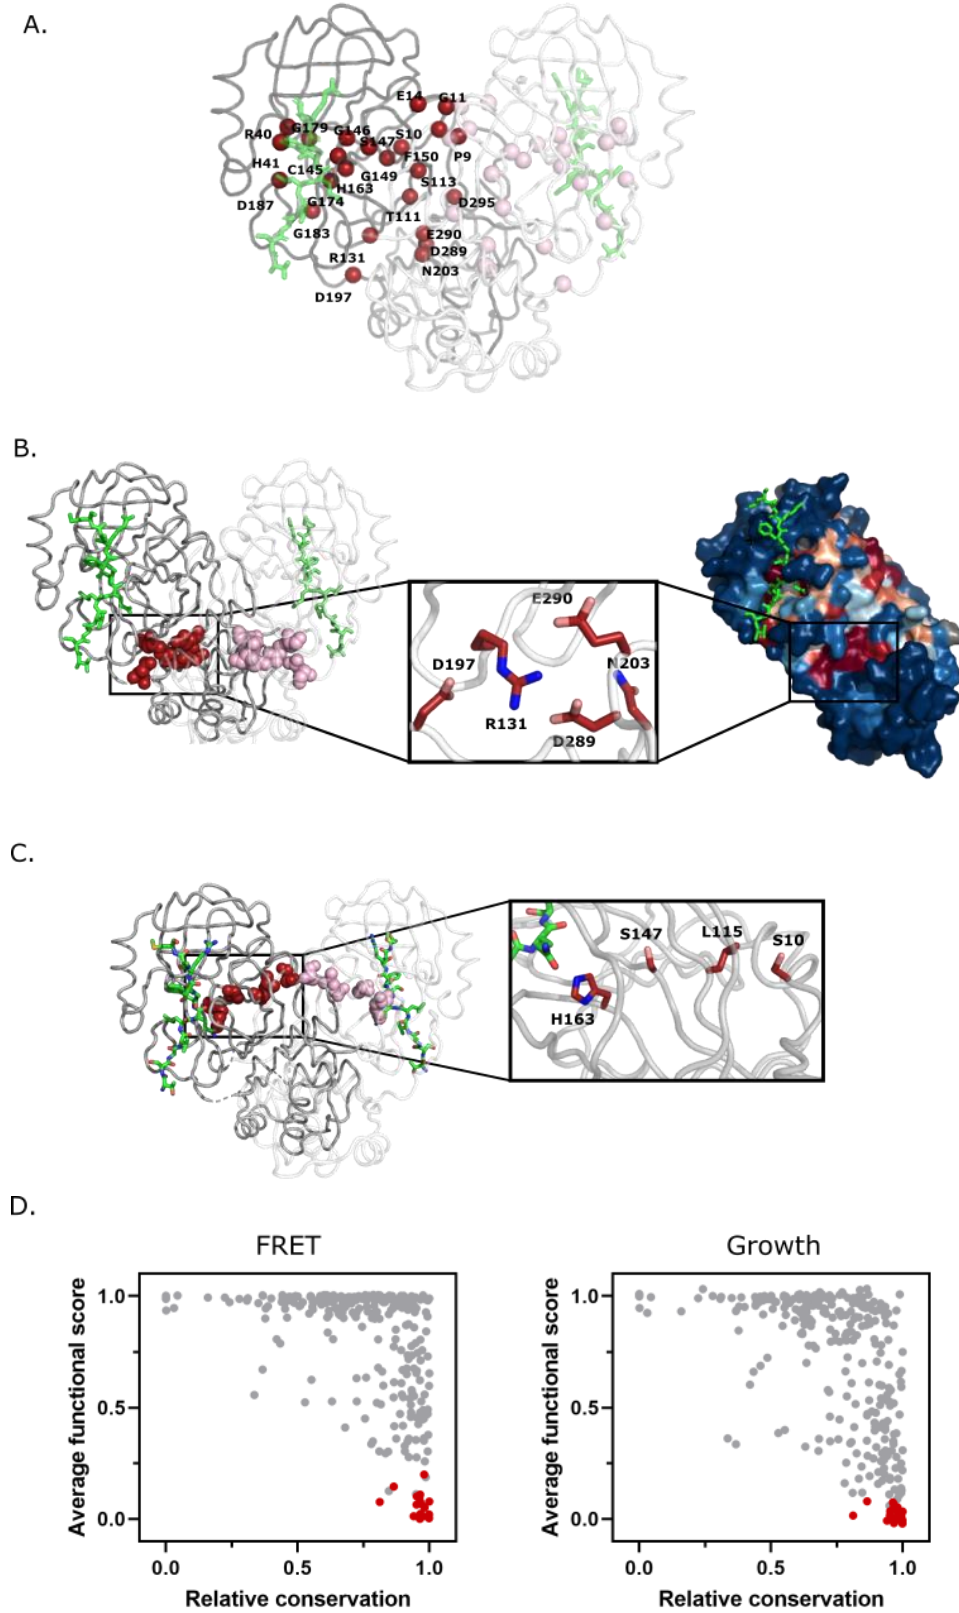 A.
E14 G11
R40 G179 G146 S10
S147 P9
H41 C145 F150
G149
H163 S113
D187 G174 D295
T111
G183 E290
R131 D289
N203
D197
B.
E290
D197 N203
R131
D289
C.
S147 L115 S10
H163
D.
FRET
Average functional score
1.0
0.5
0.0
0.0 0.5 1.0
Relative conservation
Growth
Average functional score
1.0
0.5
0.0
0.0 0.5 1.0
Relative conservation